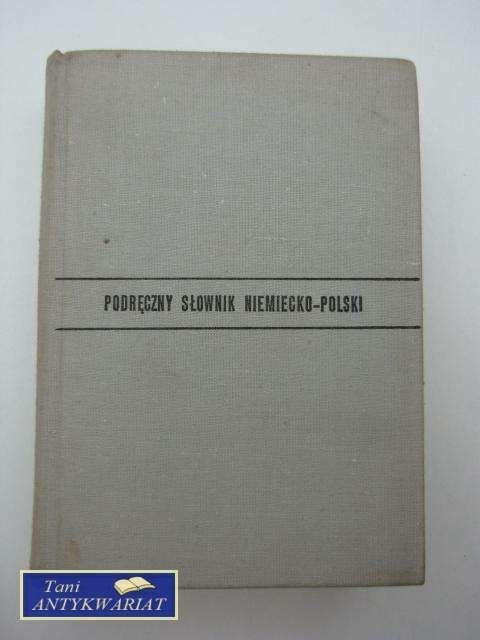 PODRĘCZNY SŁOWNIK NIEMIECKO-POLSKI
Tani
ANTYKWARIAT